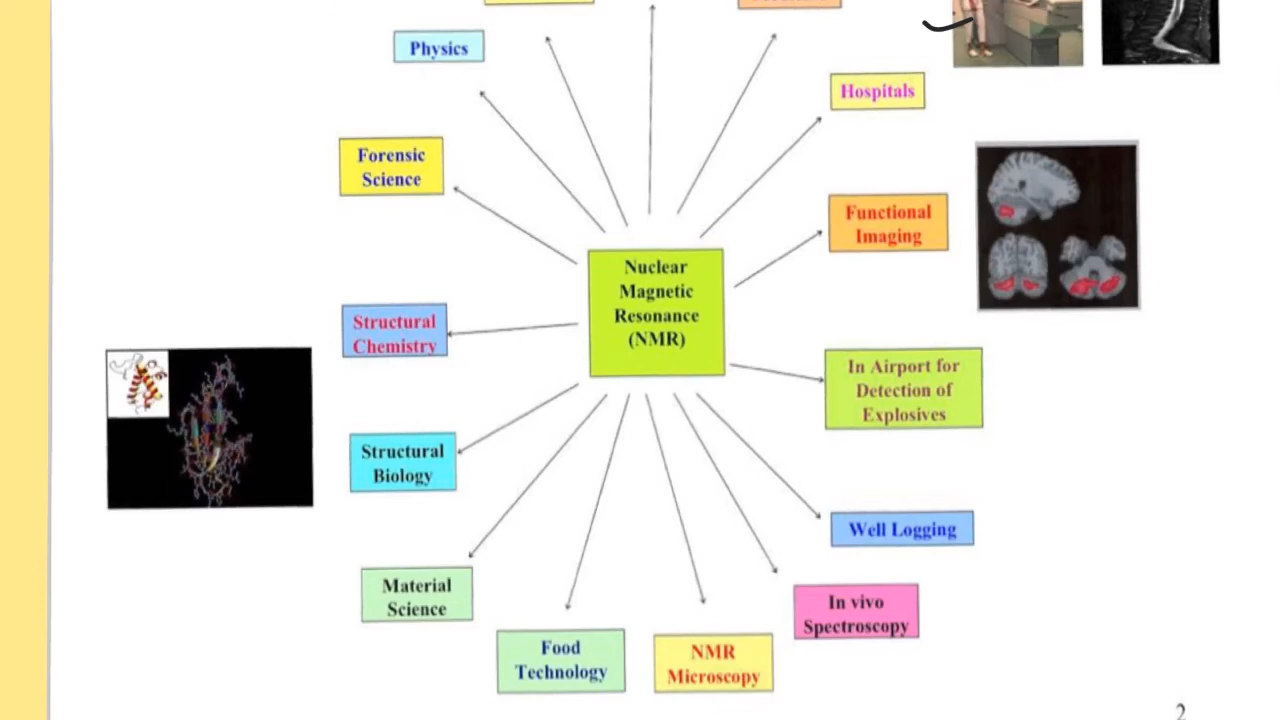 Physics
Hospitals
Forensic
Science
Functional
Imaging
Nuclear
Magnetic
Resonance
(NMR)
Structural
Chemistry
In Airport for
Detection of
Explosives
Structural
Biology
Well Logging
Material
Science
In vivo
Spectroscopy
Food
Technology
NMR
Microscopy
2